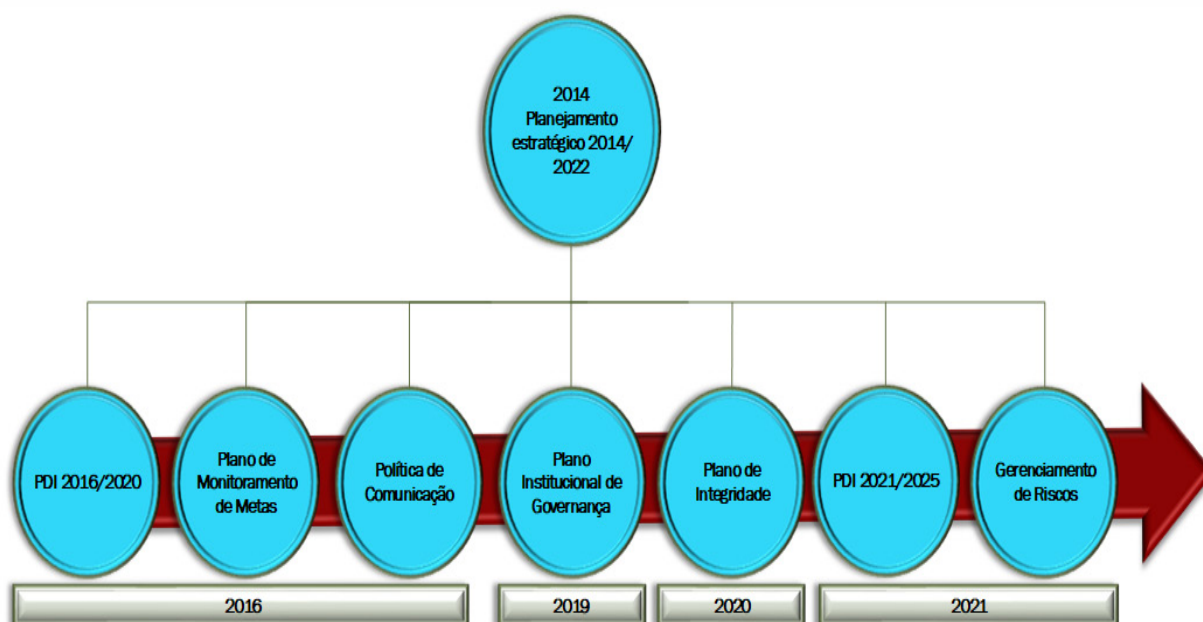 2014
Planejamento
estratégico 2014/
2022
PDI 2016/2020
Plano de
Monitoramento
de Metas
Política de
Comunicação
Plano
Institucional de
Governança
Plano de
Integridade
PDI 2021/2025
Gerenciamento
de Riscos
2016
2019
2020
2021